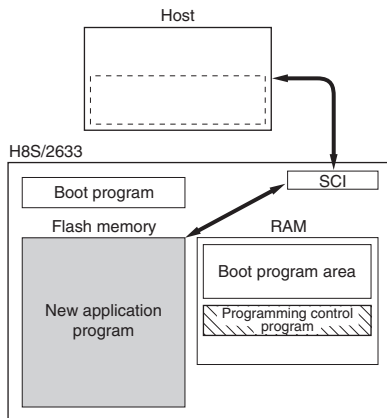 Host
H8S/2633
SCI
Boot program
Flash memory
RAM
New application
program
Boot program area
Programming control
program